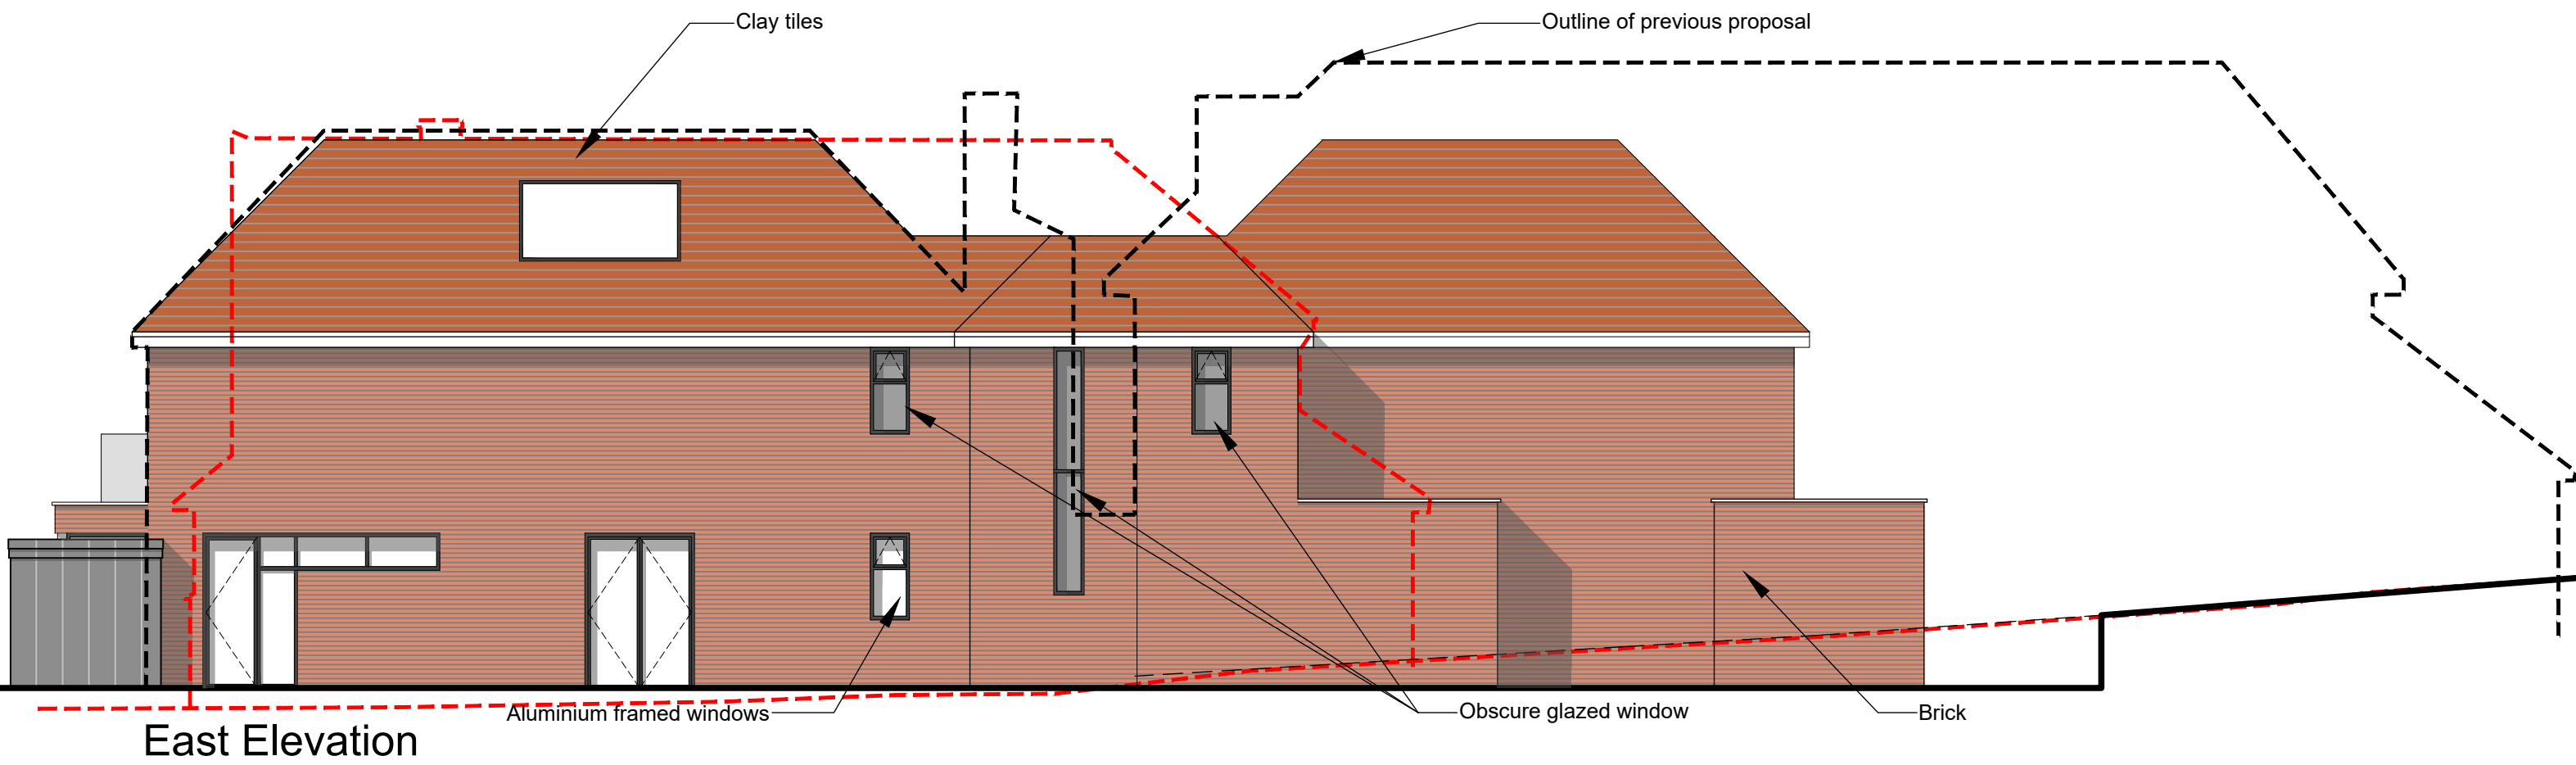 Clay tiles
Outline of previous proposal
Aluminium framed windows
Obscure glazed window
Brick
East Elevation